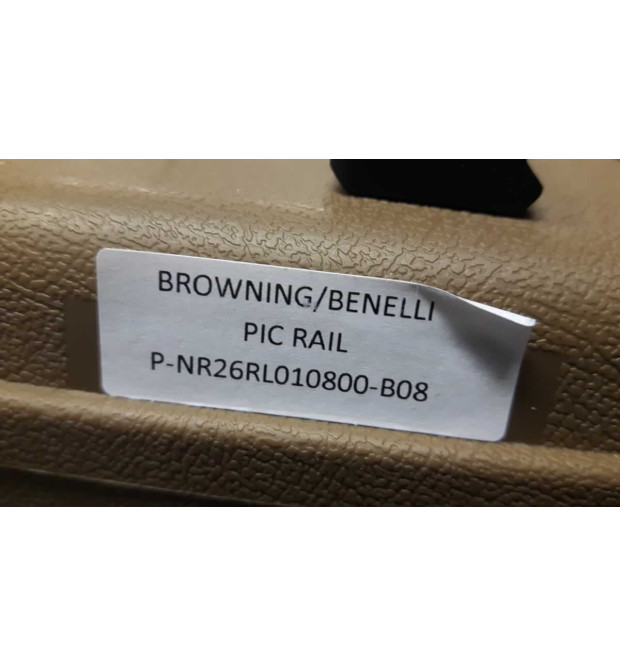 BROWNING/BENELLI
PIC RAIL
P-NR26RL010800-B08